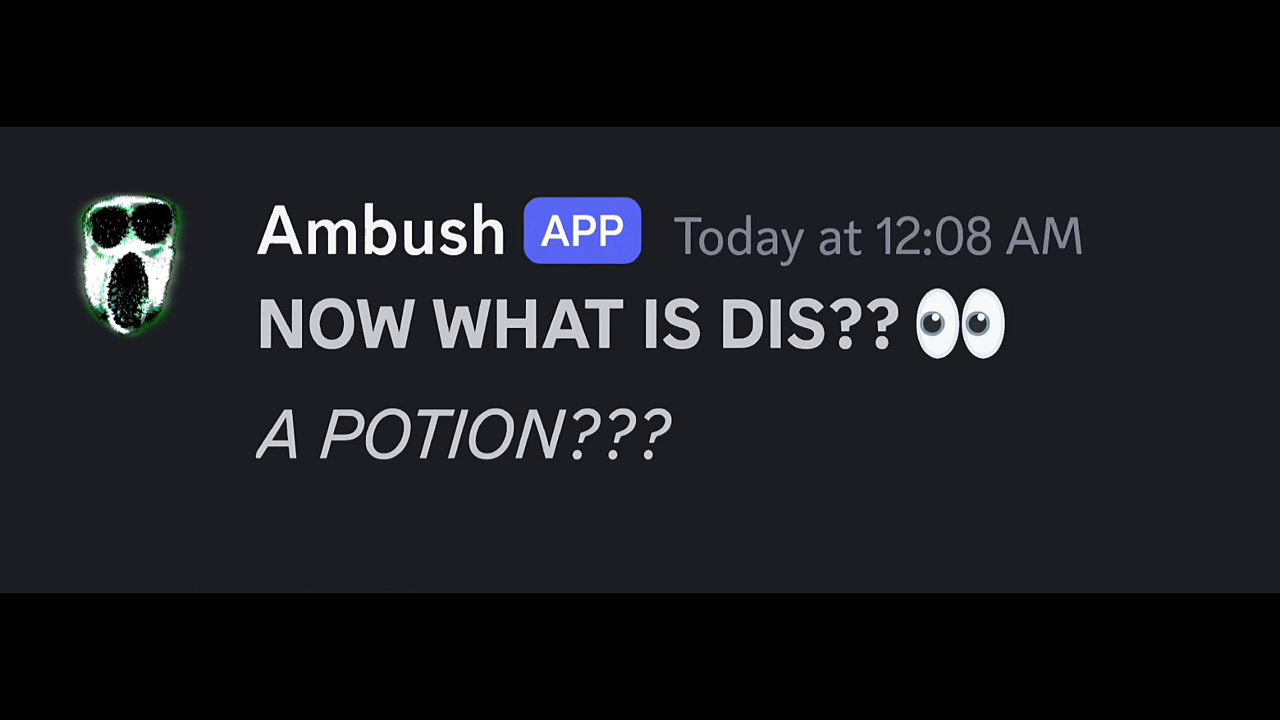 Ambush APP Today at 12:08 AM
NOW WHAT IS DIS?? 👀
A POTION???